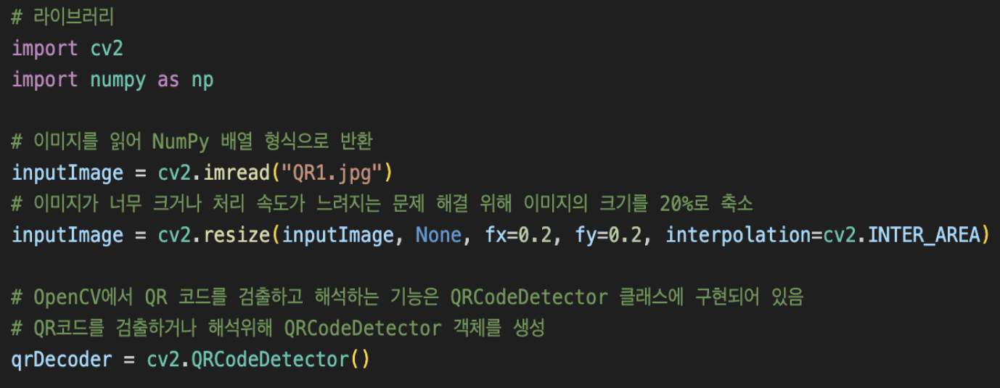 # 라이브러리
import cv2
import numpy as np
# 이미지를 읽어 NumPy 배열 형식으로 반환
inputImage = cv2.imread("QR1.jpg")
# 이미지가 너무 크거나 처리 속도가 느려지는 문제 해결 위해 이미지의 크기를 20%로 축소
inputImage = cv2.resize(inputImage, None, fx=0.2, fy=0.2, interpolation=cv2.INTER_AREA)
# OpenCV에서 QR 코드를 검출하고 해석하는 기능은 QRCodeDetector 클래스에 구현되어 있음
# QR코드를 검출하거나 해석위해 QRCodeDetector 객체를 생성
qrDecoder = cv2.QRCodeDetector()